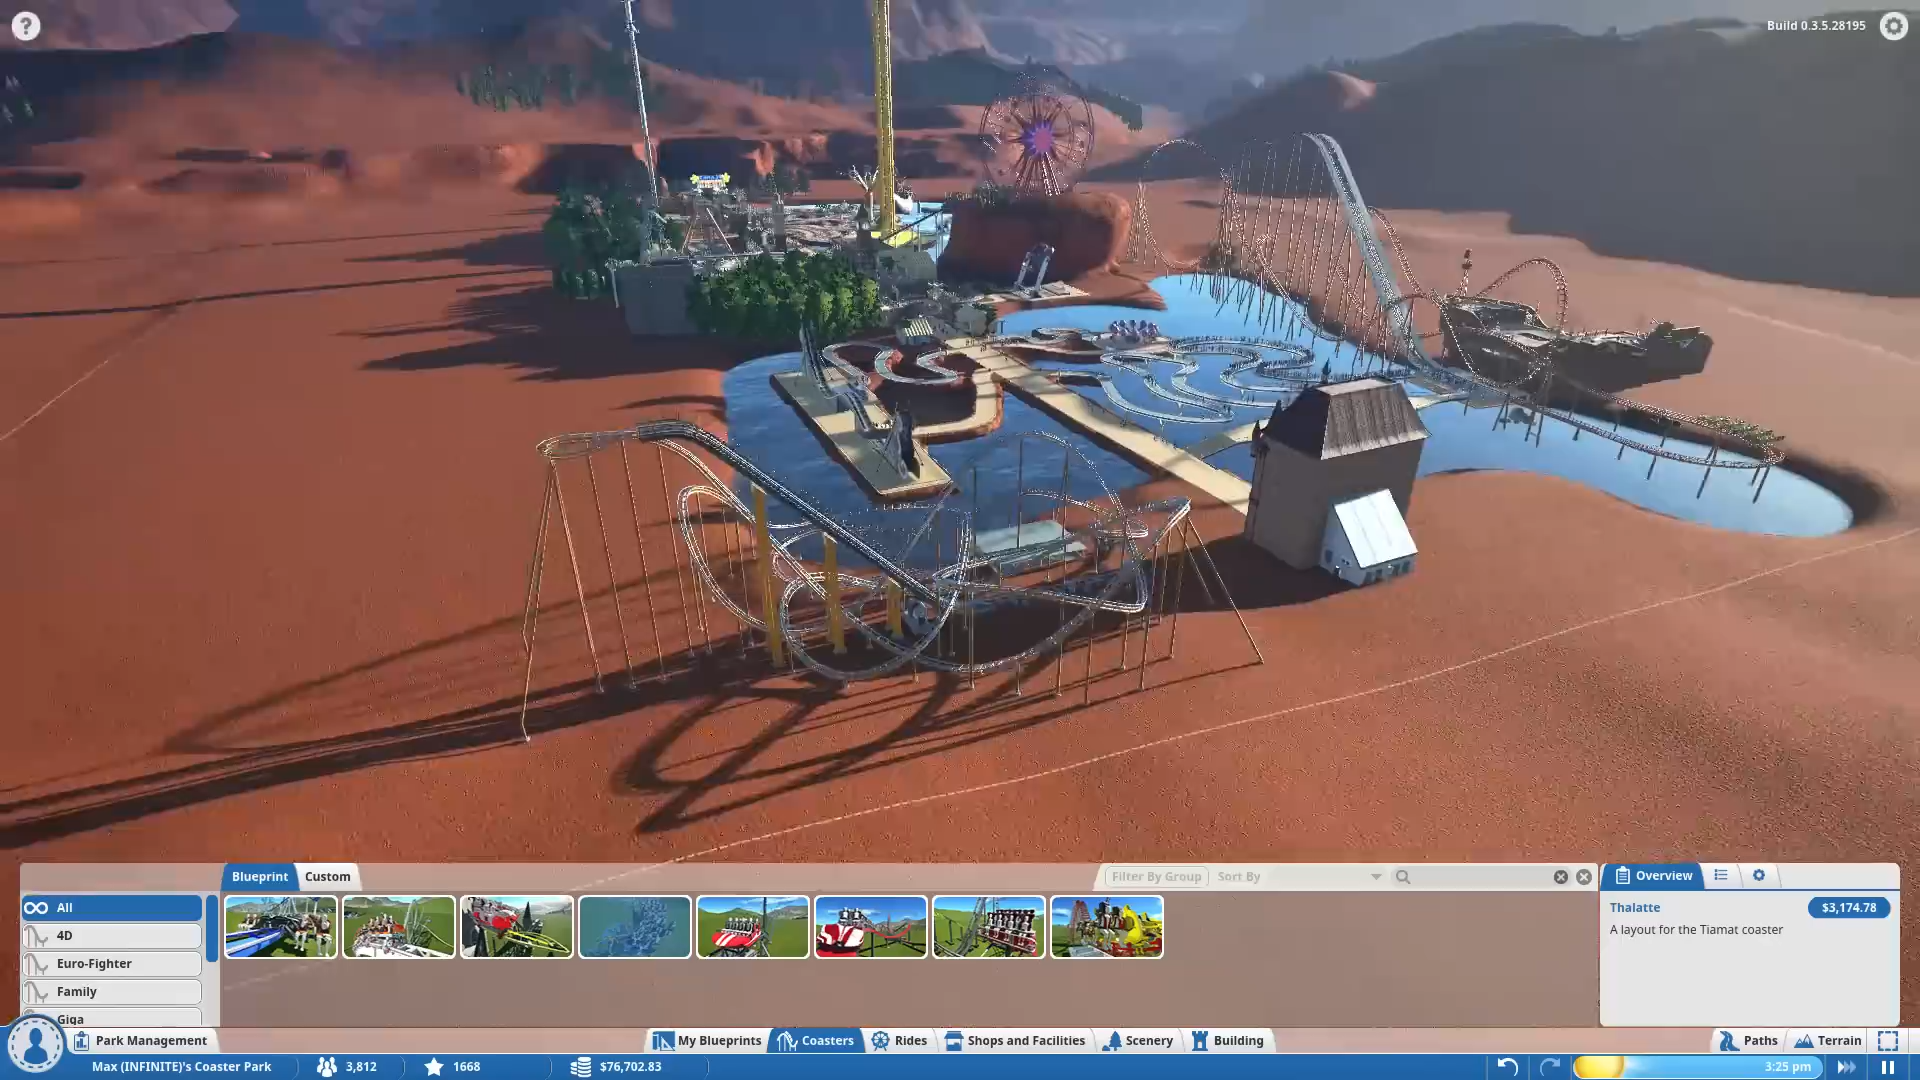 ?
Build 0.3.5.28195
Blueprint
Custom
Filter By Group
Sort By
Overview
All
4D
Euro-Fighter
Family
Giga
Thalatte
$3,174.78
A layout for the Tiamat coaster
Park Management
My Blueprints
Coasters
Rides
Shops and Facilities
Scenery
Building
Paths
Terrain
Max (INFINITE)'s Coaster Park
3,812
1668
$76,702.83
3:25 pm